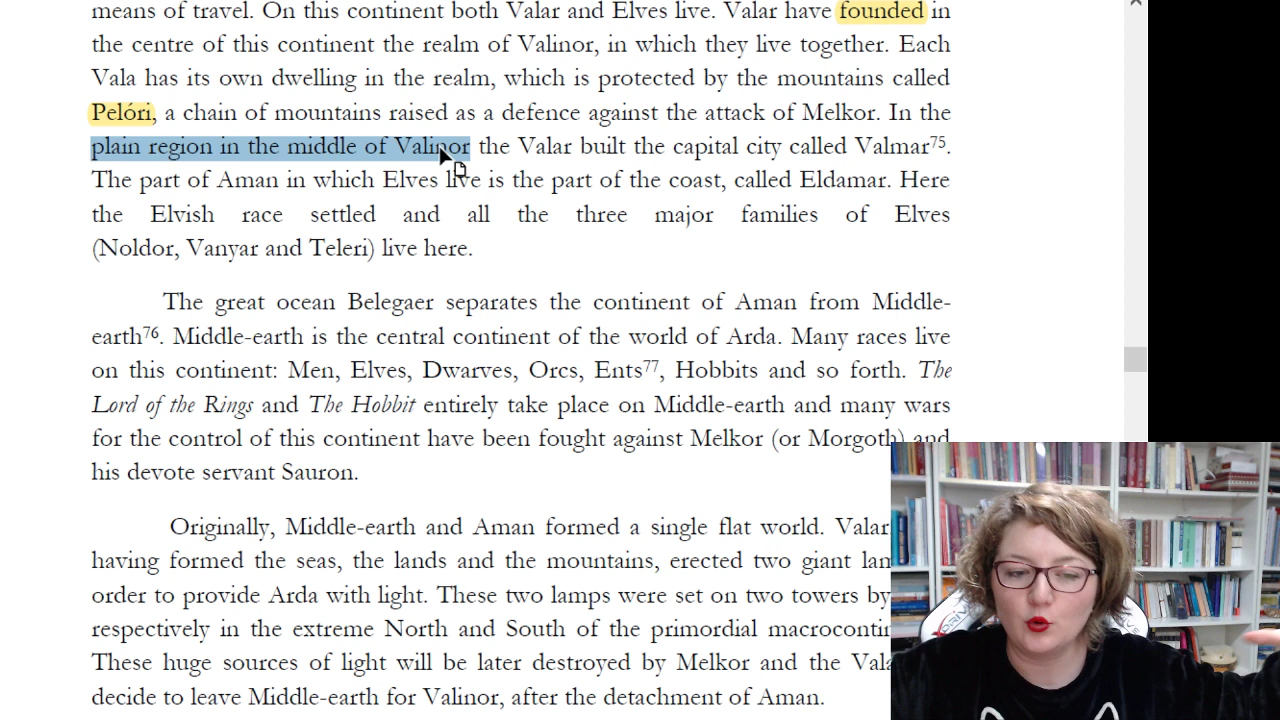 means of travel. On this continent both Valar and Elves live. Valar have founded in
the centre of this continent the realm of Valinor, in which they live together. Each
Vala has its own dwelling in the realm, which is protected by the mountains called
Pelóri, a chain of mountains raised as a defence against the attack of Melkor. In the
plain region in the middle of Valinor the Valar built the capital city called Valmar75.
The part of Aman in which Elves live is the part of the coast, called Eldamar. Here
the Elvish race settled and all the three major families of Elves
(Noldor, Vanyar and Teleri) live here.
The great ocean Belegaer separates the continent of Aman from Middle-
earth76. Middle-earth is the central continent of the world of Arda. Many races live
on this continent: Men, Elves, Dwarves, Orcs, Ents77, Hobbits and so forth. The
Lord of the Rings and The Hobbit entirely take place on Middle-earth and many wars
for the control of this continent have been fought against Melkor (or Morgoth) and
his devote servant Sauron.
Originally, Middle-earth and Aman formed a single flat world. Valar
having formed the seas, the lands and the mountains, erected two giant
order to provide Arda with light. These two lamps were set on two towers by
respectively in the extreme North and South of the primordial
These huge sources of light will be later destroyed by Melkor and the
decide to leave Middle-earth for Valinor, after the detachment of Aman.